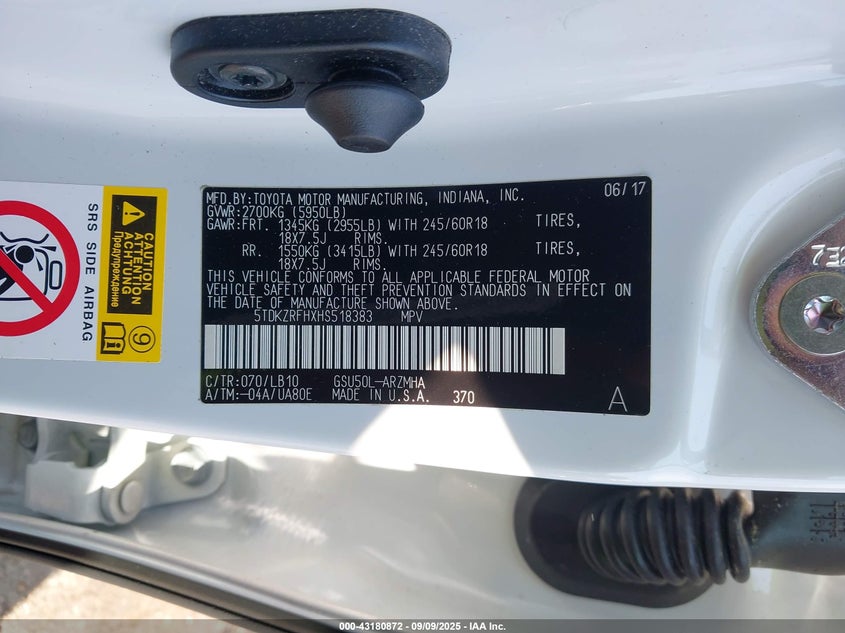 MFD.BY:TOYOTA MOTOR MANUFACTURING, INDIANA, INC. 06/17
GVWR:2700KG (5950LB)
GAWR:FRT. 1345KG (2955LB) WITH 245/60R18 TIRES,
18X7.5J RIMS.
RR. 1550KG (3415LB) WITH 245/60R18 TIRES,
18X7.5J RIMS.
THIS VEHICLE CONFORMS TO ALL APPLICABLE FEDERAL MOTOR
VEHICLE SAFETY AND THEFT PREVENTION STANDARDS IN EFFECT ON
THE DATE OF MANUFACTURE SHOWN ABOVE.
5TDKZRFHXHS518383 MPV
C/TR:070/LB10 GSU50L-ARZMHA
A/TM:-04A/UA80E MADE IN U.S.A. 370
A
SRS SIDE AIRBAG
CAUTION
ATTENTION
ACHTUNG
Предупреждение
9
000-43180872 - 09/09/2025 - IAA Inc.